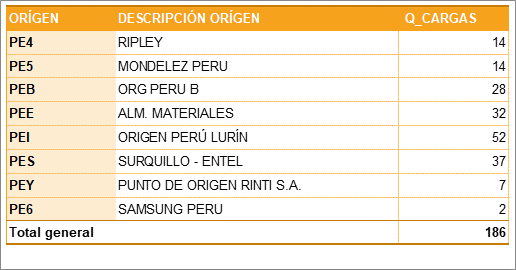 ORÍGEN DESCRIPCIÓN ORÍGEN Q_CARGAS
PE4 RIPLEY 14
PE5 MONDELEZ PERU 14
PEB ORG PERU B 28
PEE ALM. MATERIALES 32
PEI ORIGEN PERÚ LURÍN 52
PES SURQUILLO - ENTEL 37
PEY PUNTO DE ORIGEN RINTI S.A. 7
PE6 SAMSUNG PERU 2
Total general 186